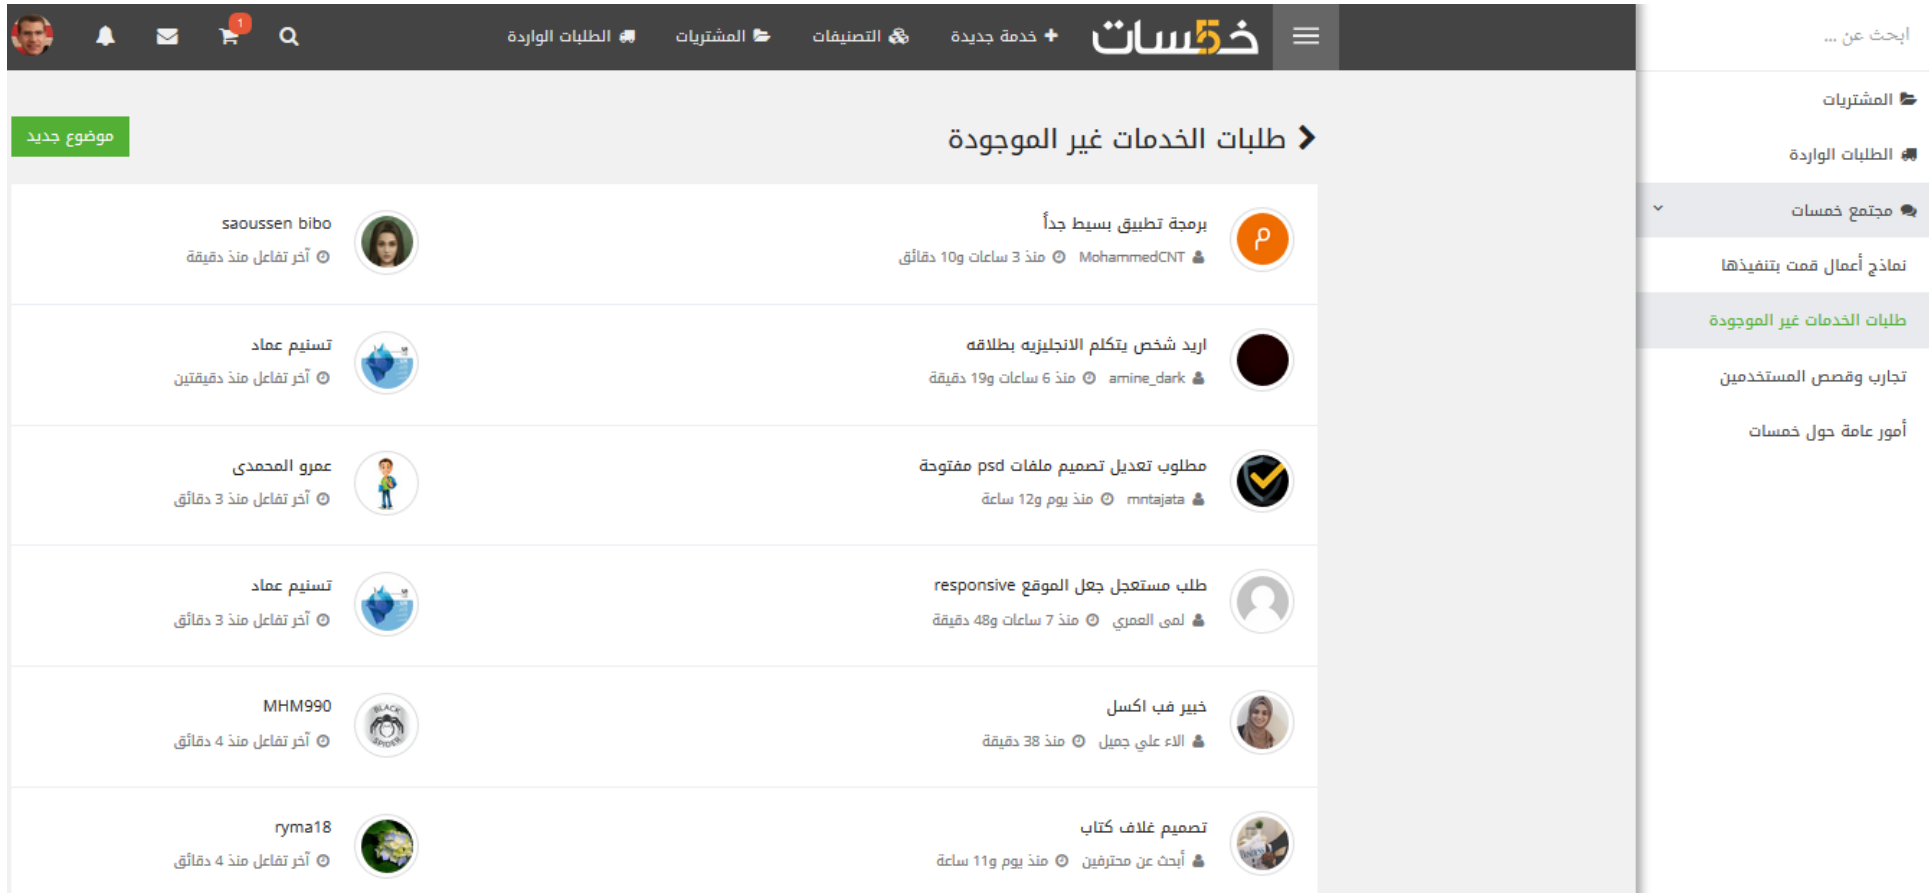 ابحث عن ...
المشتريات
الطلبات الواردة
مجتمع خمسات
نماذج أعمال قمت بتنفيذها
طلبات الخدمات غير الموجودة
تجارب وقصص المستخدمين
أمور عامة حول خمسات
خ5سات
خدمة جديدة
التصنيفات
المشتريات
الطلبات الواردة
1
طلبات الخدمات غير الموجودة
موضوع جديد
م
برمجة تطبيق بسيط جداً
MohammedCNT منذ 3 ساعات و10 دقائق
saoussen bibo
آخر تفاعل منذ دقيقة
اريد شخص يتكلم الانجليزيه بطلاقه
amine_dark منذ 6 ساعات و19 دقيقة
تسنيم عماد
آخر تفاعل منذ دقيقتين
مطلوب تعديل تصميم ملفات psd مفتوحة
mntajata منذ يوم و12 ساعة
عمرو المحمدى
آخر تفاعل منذ 3 دقائق
طلب مستعجل جعل الموقع responsive
لمى العمري منذ 7 ساعات و48 دقيقة
تسنيم عماد
آخر تفاعل منذ 3 دقائق
خبير فب اكسل
الاء علي جميل منذ 38 دقيقة
BLACK
SPIDER
MHM990
آخر تفاعل منذ 4 دقائق
تصميم غلاف كتاب
أبحث عن محترفين منذ يوم و11 ساعة
ryma18
آخر تفاعل منذ 4 دقائق